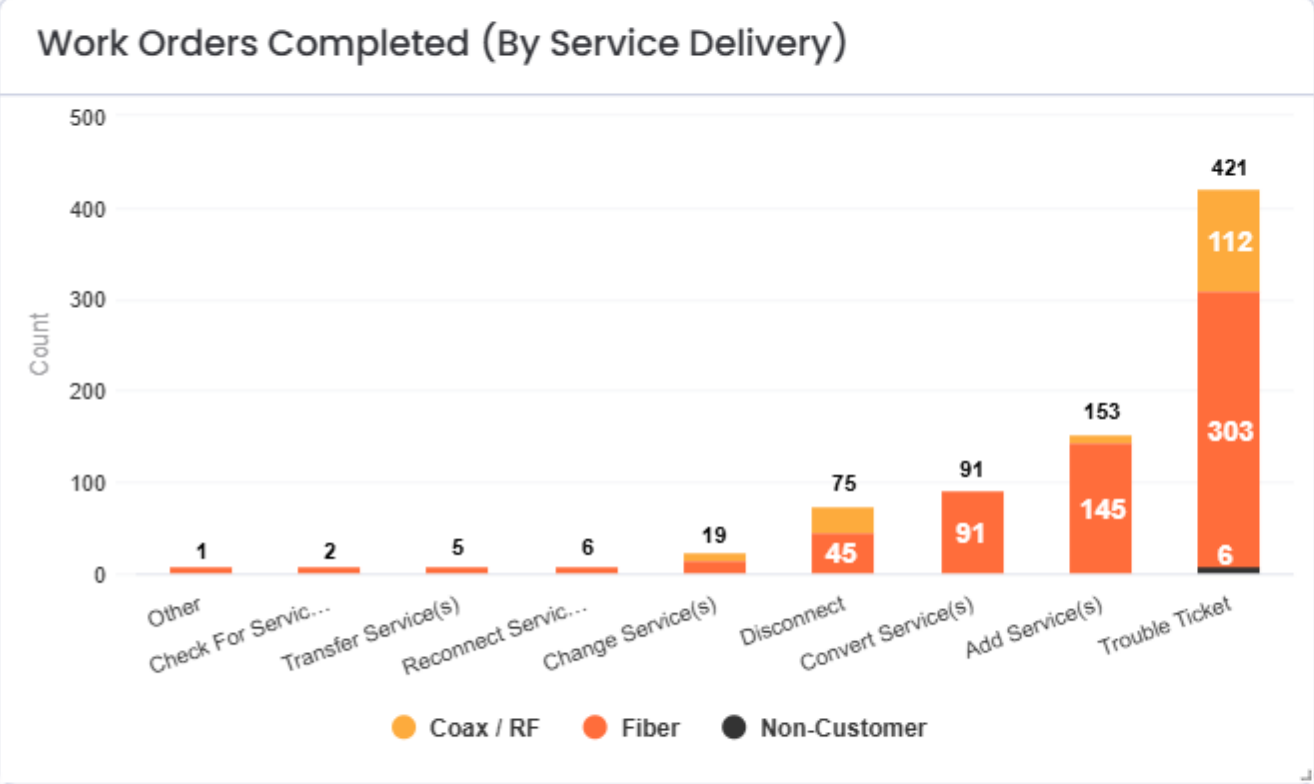 Work Orders Completed (By Service Delivery)
500
400
300
200
100
0
Count
1
2
5
6
19
75
45
91
91
153
145
421
112
303
6
Other
Check For Servic...
Transfer Service(s)
Reconnect Servic...
Change Service(s)
Disconnect
Convert Service(s)
Add Service(s)
Trouble Ticket
Coax / RF
Fiber
Non-Customer